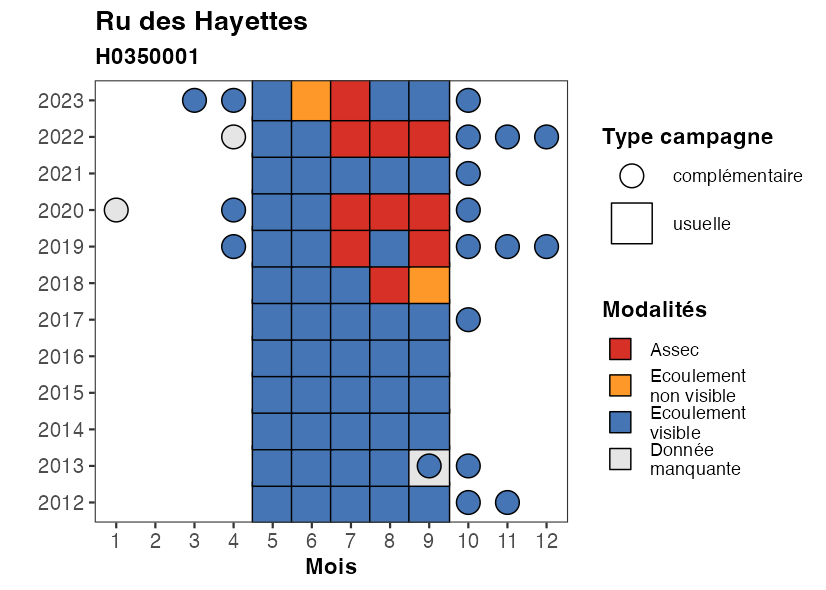 Ru des Hayettes
H0350001
2023
2022
2021
2020
2019
2018
2017
2016
2015
2014
2013
2012
1 2 3 4 5 6 7 8 9 10 11 12
Mois
Type campagne
complémentaire
usuelle
Modalités
Assec
Ecoulement
non visible
Ecoulement
visible
Donnée
manquante